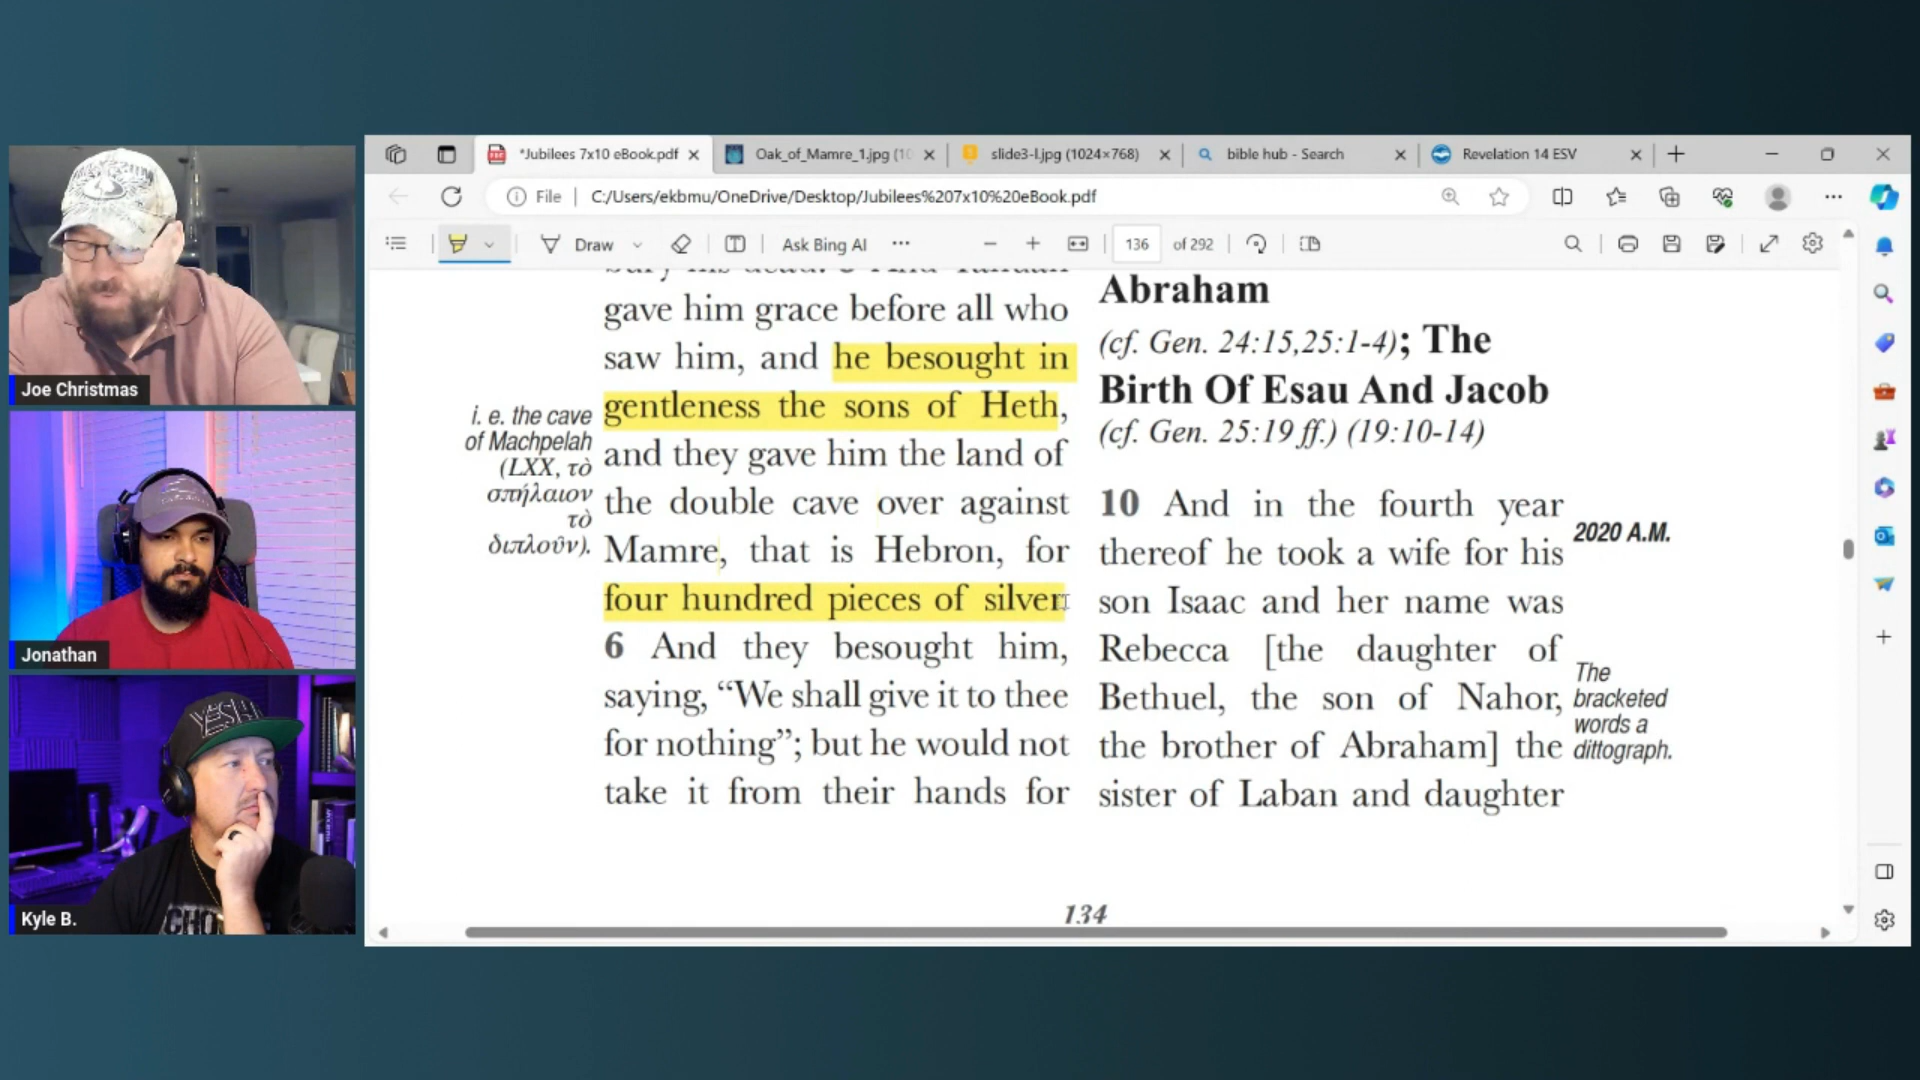 *Jubilees 7x10 eBook.pdf
Oak_of_Mamre_1.jpg (10
slide3-l.jpg (1024×768)
bible hub - Search
Revelation 14 ESV
File
C:/Users/ekbmu/OneDrive/Desktop/Jubilees%207x10%20eBook.pdf
Draw
Ask Bing AI
136 of 292
gave him grace before all who
saw him, and he besought in
gentleness the sons of Heth,
and they gave him the land of
the double cave over against
Mamre, that is Hebron, for
four hundred pieces of silver
6 And they besought him,
saying, “We shall give it to thee
for nothing”; but he would not
take it from their hands for
i. e. the cave
of Machpelah
(LXX, τὸ
σπήλαιον
τὸ
διπλοῦν).
Abraham
(cf. Gen. 24:15,25:1-4); The
Birth Of Esau And Jacob
(cf. Gen. 25:19 ff.) (19:10-14)
10 And in the fourth year
thereof he took a wife for his
son Isaac and her name was
Rebecca [the daughter of
Bethuel, the son of Nahor,
the brother of Abraham] the
sister of Laban and daughter
2020 A.M.
The
bracketed
words a
dittograph.
134
Joe Christmas
Jonathan
YESHU
Kyle B.